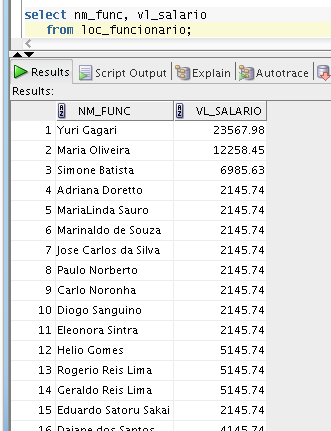 select nm_func, vl_salario
from loc_funcionario;
Results Script Output Explain Autotrace
Results:
NM_FUNC VL_SALARIO
1 Yuri Gagari 23567.98
2 Maria Oliveira 12258.45
3 Simone Batista 6985.63
4 Adriana Doretto 2145.74
5 MariaLinda Sauro 2145.74
6 Marinaldo de Souza 2145.74
7 Jose Carlos da Silva 2145.74
8 Paulo Norberto 2145.74
9 Carlo Noronha 2145.74
10 Diogo Sanguino 2145.74
11 Eleonora Sintra 2145.74
12 Helio Gomes 5145.74
13 Rogerio Reis Lima 5145.74
14 Geraldo Reis Lima 5145.74
15 Eduardo Satoru Sakai 2145.74
16 Daiane dos Santos 4145.74